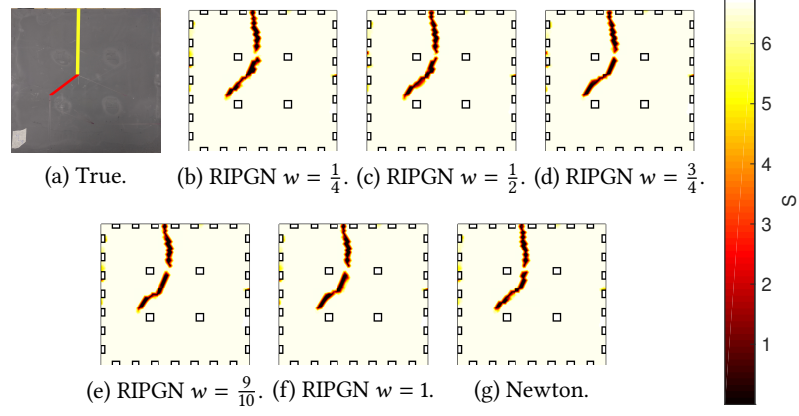 (a) True.
(b) RIPGN w = 1/4.
(c) RIPGN w = 1/2.
(d) RIPGN w = 3/4.
(e) RIPGN w = 9/10.
(f) RIPGN w = 1.
(g) Newton.
6
5
4
3
2
1
S